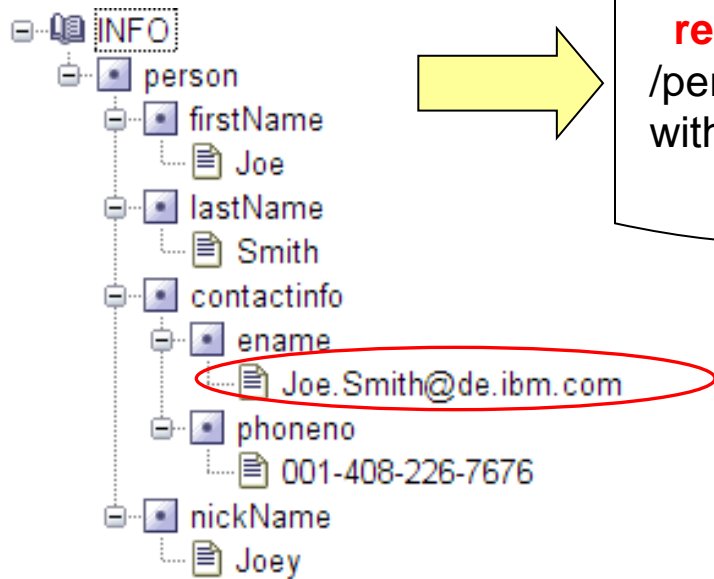 INFO
person
firstName
Joe
lastName
Smith
contactinfo
ename
Joe.Smith@de.ibm.com
phoneno
001-408-226-7676
nickName
Joey
re
/per
with